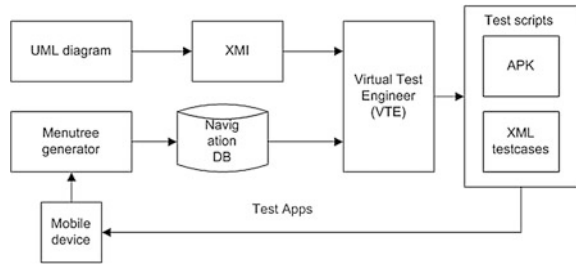 UML diagram
XMI
Virtual Test
Engineer
(VTE)
Test scripts
APK
XML
testcases
Menutree
generator
Navig
ation
DB
Mobile
device
Test Apps